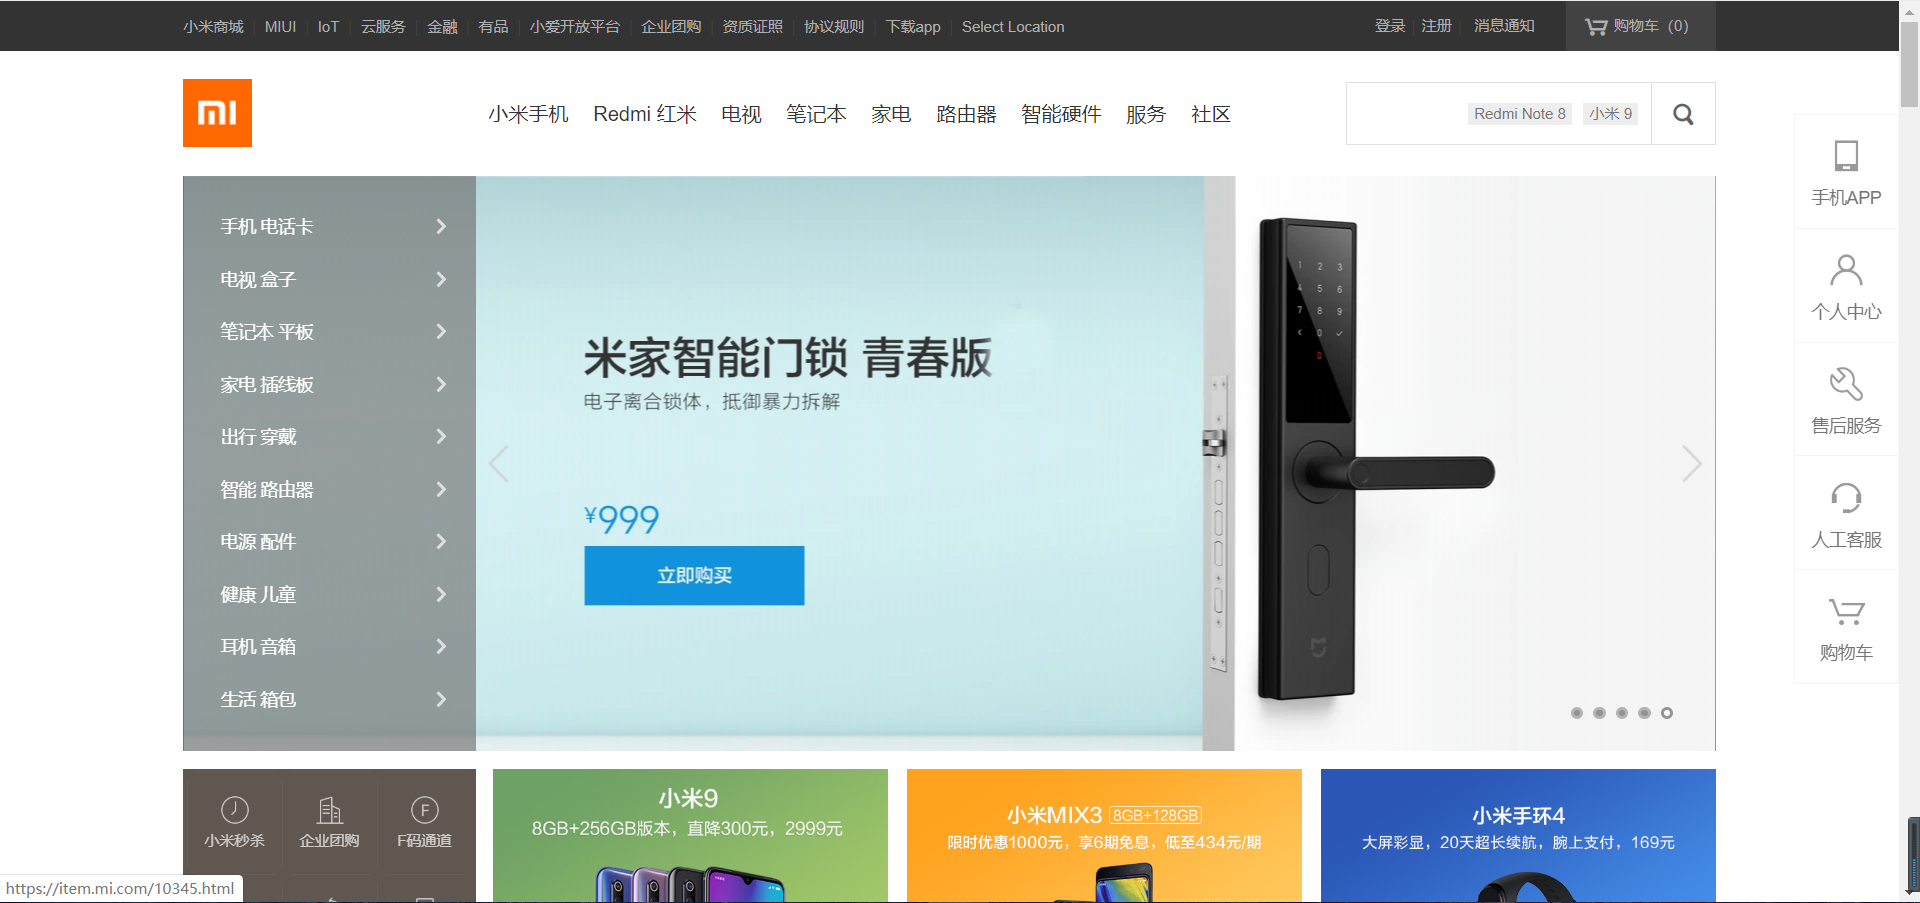 小米商城 MIUI IoT 云服务 金融 有品 小爱开放平台 企业团购 资质证照 协议规则 下载app Select Location 登录 注册 消息通知 购物车 (0)
mi 小米手机 Redmi 红米 电视 笔记本 家电 路由器 智能硬件 服务 社区 Redmi Note 8 小米 9
手机 电话卡
电视 盒子
笔记本 平板
家电 插线板
出行 穿戴
智能 路由器
电源 配件
健康 儿童
耳机 音箱
生活 箱包
米家智能门锁 青春版
电子离合锁体，抵御暴力拆解
¥999
立即购买
1 2 3
4 5 6
7 8 9
0
手机APP
个人中心
售后服务
人工客服
购物车
小米秒杀 企业团购 F码通道
F
小米9
8GB+256GB版本，直降300元，2999元
小米MIX3 8GB+128GB
限时优惠1000元，享6期免息，低至434元/期
小米手环4
大屏彩显，20天超长续航，腕上支付，169元
https://item.mi.com/10345.html